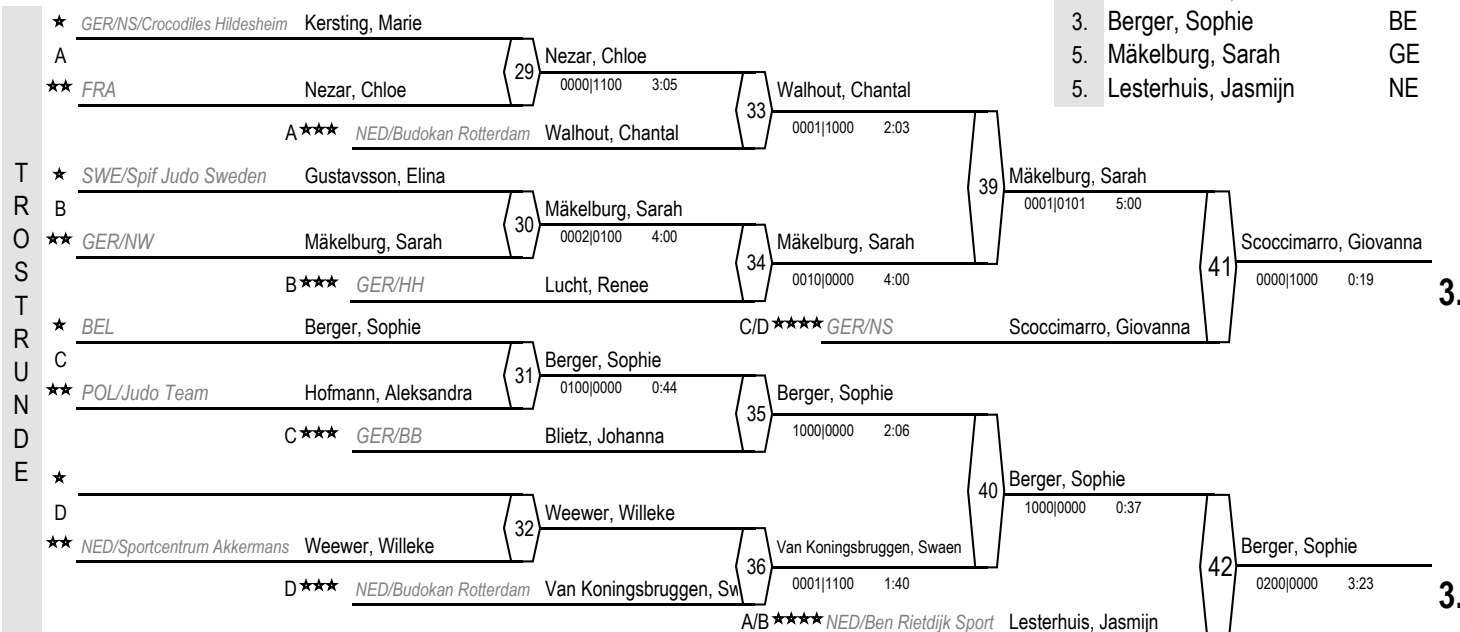 TROSTRUNDE
★ GER/NS/Crocodiles Hildesheim Kersting, Marie
A
★★ FRA Nezar, Chloe
29
Nezar, Chloe
0000|1100 3:05
A★★★ NED/Budokan Rotterdam Walhout, Chantal
33
Walhout, Chantal
0001|1000 2:03
★ SWE/Spif Judo Sweden Gustavsson, Elina
B
★★ GER/NW Mäkelburg, Sarah
30
Mäkelburg, Sarah
0002|0100 4:00
B★★★ GER/HH Lucht, Renee
34
Mäkelburg, Sarah
0010|0000 4:00
39
Mäkelburg, Sarah
0001|0101 5:00
C/D★★★★ GER/NS Scoccimarro, Giovanna
41
Scoccimarro, Giovanna
0000|1000 0:19
3.
★ BEL Berger, Sophie
C
★★ POL/Judo Team Hofmann, Aleksandra
31
Berger, Sophie
0100|0000 0:44
C★★★ GER/BB Blietz, Johanna
35
Berger, Sophie
1000|0000 2:06
★
D
★★ NED/Sportcentrum Akkermans Weewer, Willeke
32
Weewer, Willeke
D★★★ NED/Budokan Rotterdam Van Koningsbruggen, Sw
36
Van Koningsbruggen, Swaen
0001|1100 1:40
40
Berger, Sophie
1000|0000 0:37
A/B★★★★ NED/Ben Rietdijk Sport Lesterhuis, Jasmijn
42
Berger, Sophie
0200|0000 3:23
3.
3. Berger, Sophie BE
5. Mäkelburg, Sarah GE
5. Lesterhuis, Jasmijn NE